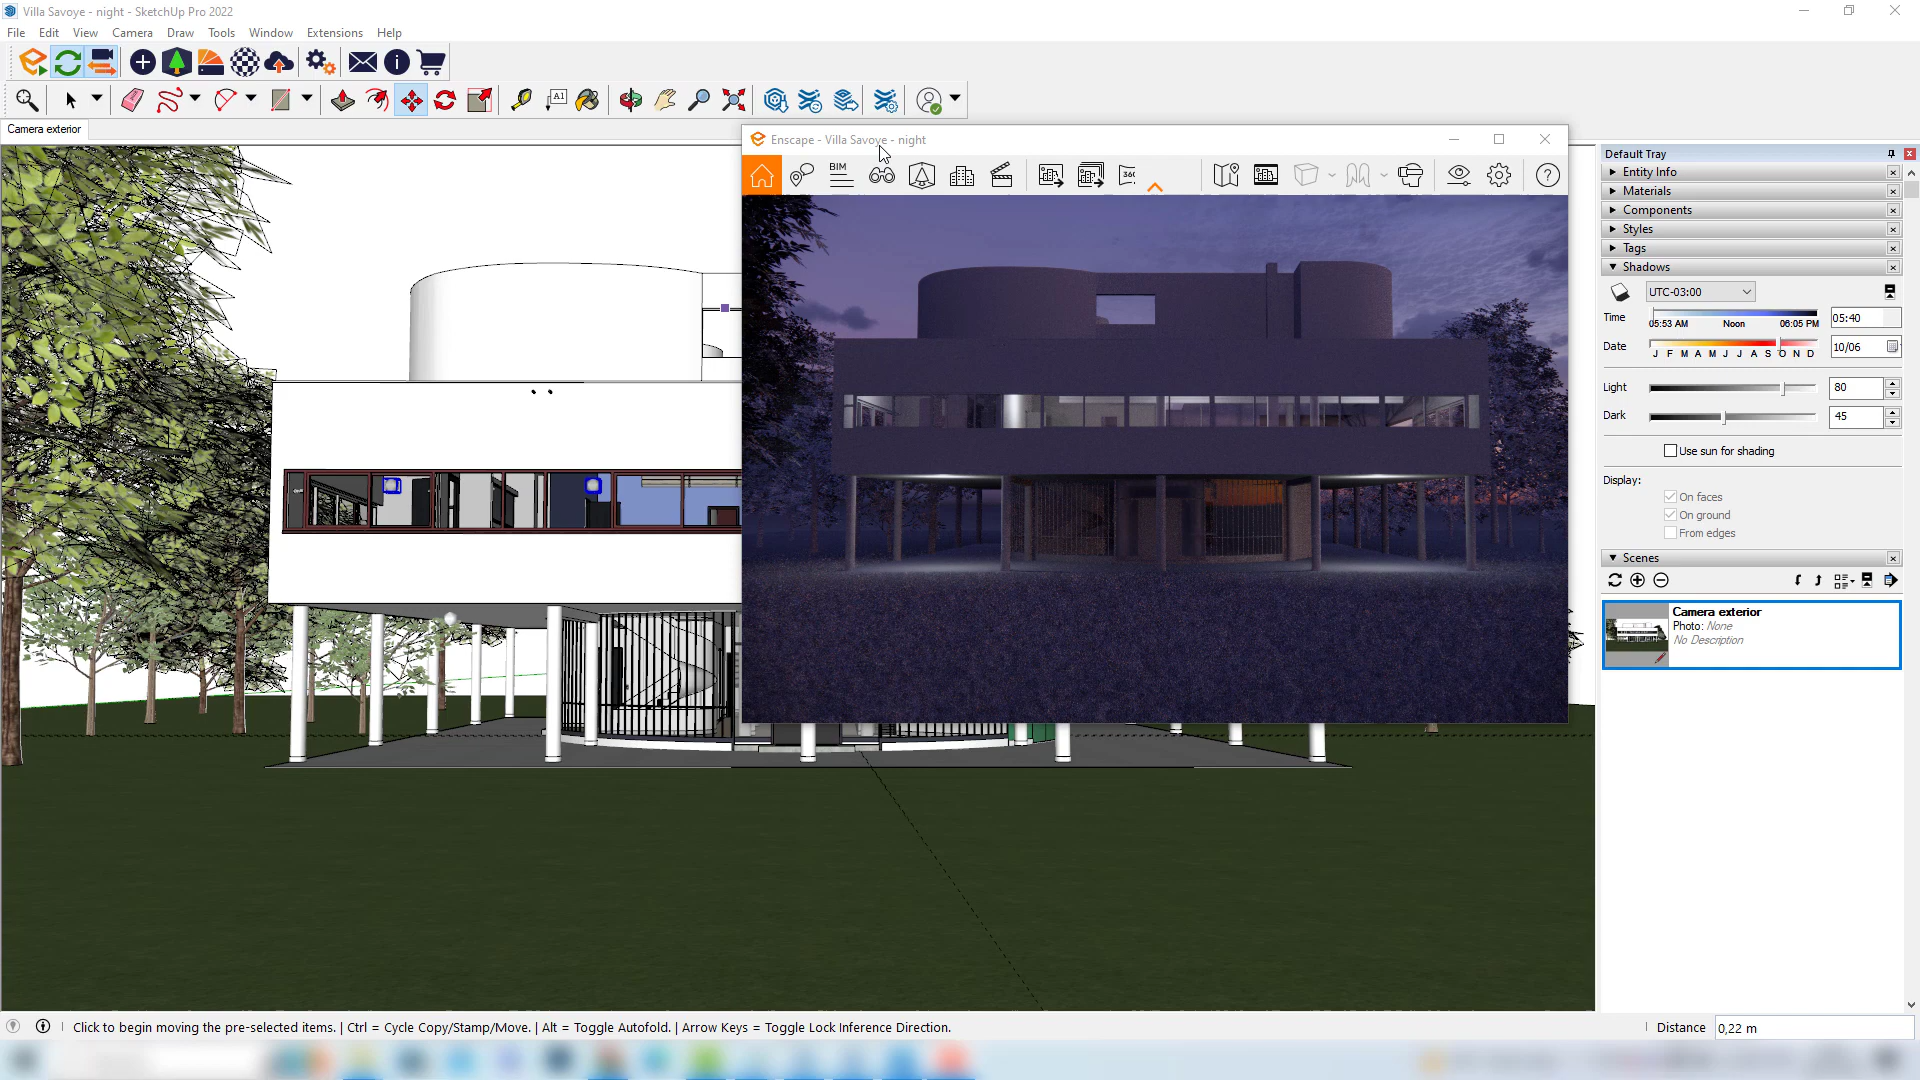 Villa Savoye - night - SketchUp Pro 2022
File Edit View Camera Draw Tools Window Extensions Help
A1
Camera exterior
Enscape - Villa Savoye - night
BIM
360
Default Tray
Entity Info
Materials
Components
Styles
Tags
Shadows
UTC-03:00
Time 05:53 AM Noon 06:05 PM 05:40
Date J F M A M J J A S O N D 10/06
Light 80
Dark 45
Use sun for shading
Display:
On faces
On ground
From edges
Scenes
Camera exterior
Photo: None
No Description
Click to begin moving the pre-selected items. | Ctrl = Cycle Copy/Stamp/Move. | Alt = Toggle Autofold. | Arrow Keys = Toggle Lock Inference Direction.
Distance 0,22 m